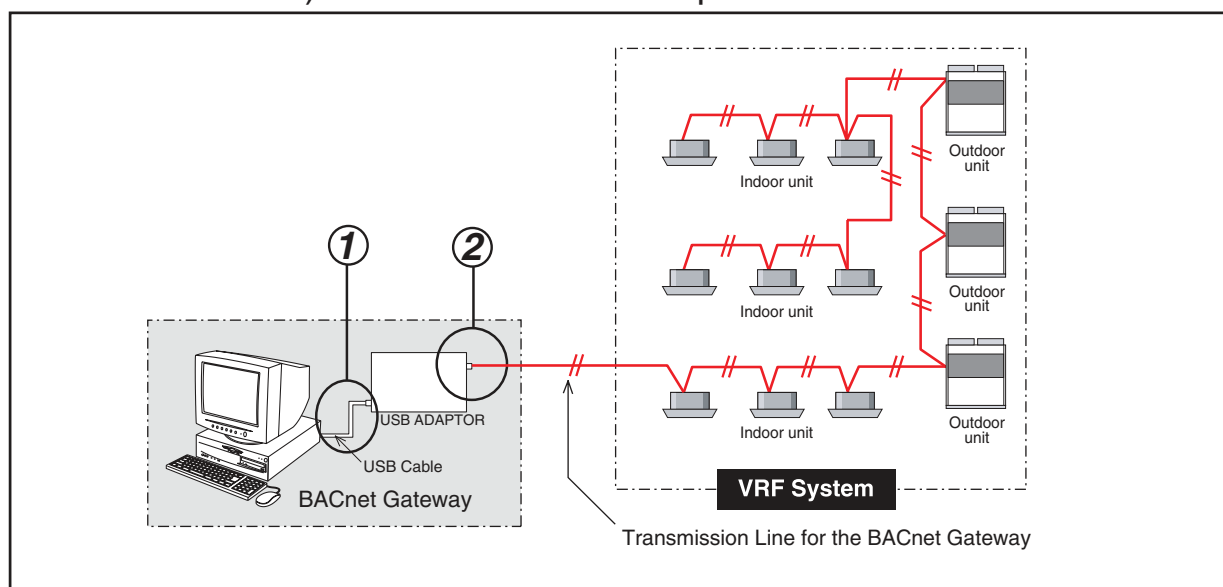 1
2
Indoor unit
Outdoor
unit
Indoor unit
Outdoor
unit
Indoor unit
Outdoor
unit
USB ADAPTOR
USB Cable
BACnet Gateway
VRF System
Transmission Line for the BACnet Gateway